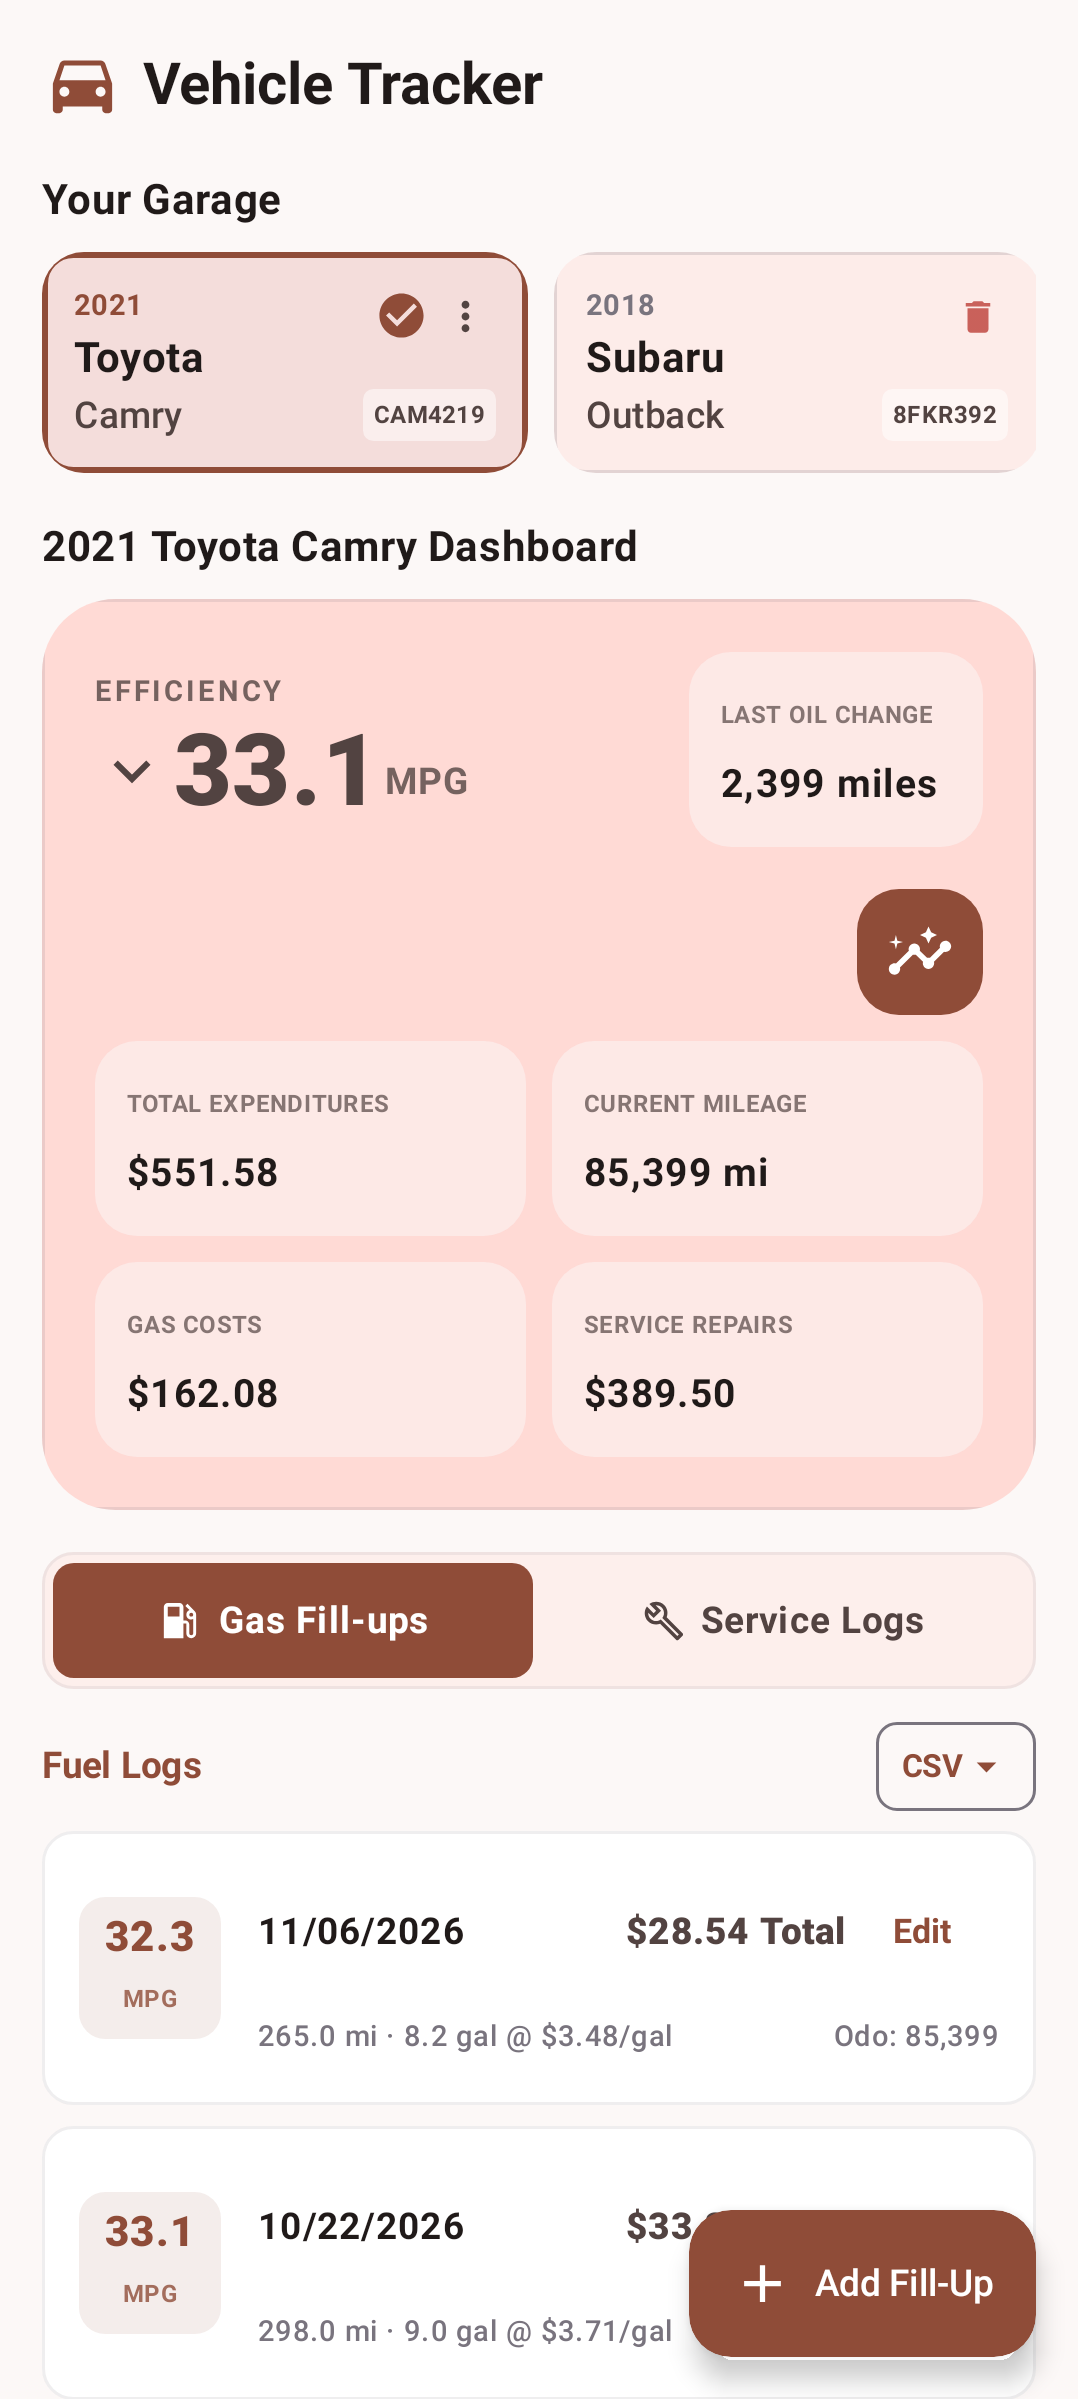 Vehicle Tracker
Your Garage
2021
Toyota
Camry
CAM4219
2018
Subaru
Outback
8FKR392
2021 Toyota Camry Dashboard
EFFICIENCY
33.1 MPG
LAST OIL CHANGE
2,399 miles
TOTAL EXPENDITURES
$551.58
CURRENT MILEAGE
85,399 mi
GAS COSTS
$162.08
SERVICE REPAIRS
$389.50
Gas Fill-ups
Service Logs
Fuel Logs
CSV
32.3
MPG
11/06/2026
$28.54 Total
Edit
265.0 mi · 8.2 gal @ $3.48/gal
Odo: 85,399
33.1
MPG
10/22/2026
$33.
298.0 mi · 9.0 gal @ $3.71/gal
Add Fill-Up